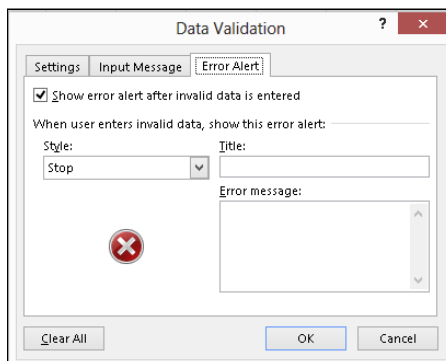 Data Validation
?
Settings
Input Message
Error Alert
Show error alert after invalid data is entered
When user enters invalid data, show this error alert:
Style:
Title:
Stop
Error message:
Clear All
OK
Cancel